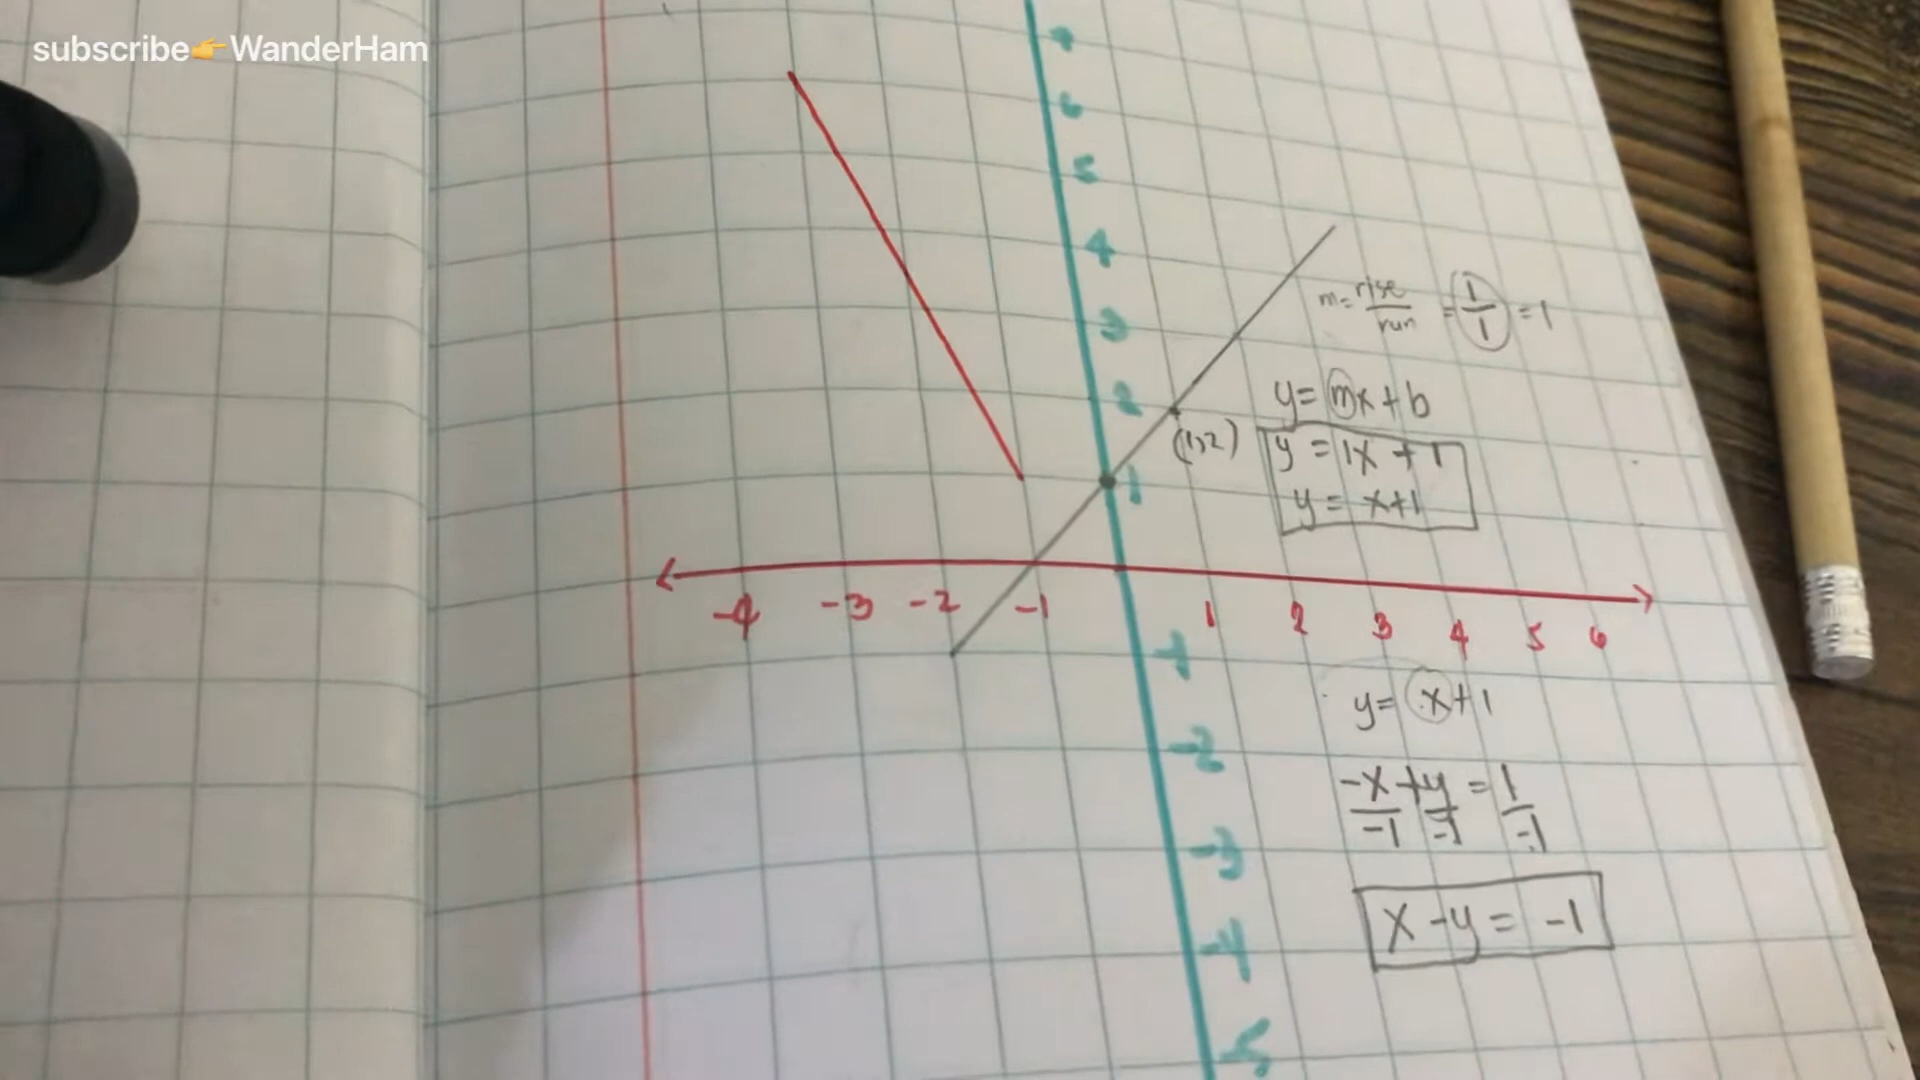 subscribe👉WanderHam
7
6
5
4
3
2
1
m = rise/run = 1/1 = 1
y = mx + b
(1,2)
y = 1x + 1
y = x+1
-4 -3 -2 -1 1 2 3 4 5 6
-1
-2
-3
-4
-5
y = x+1
-x/-1 + y/-1 = 1/-1
x - y = -1